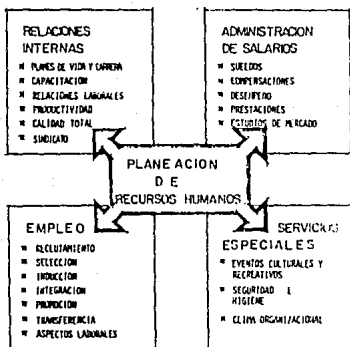 RELACIONES
INTERNAS
PLANES DE VIDA Y CARRERA
CAPACITACION
RELACIONES LABORALES
PRODUCTIVIDAD
CALIDAD TOTAL
SINDICATO
ADMINISTRACION
DE SALARIOS
SUELDOS
COMPENSACIONES
DESEMPEÑO
PRESTACIONES
ESTUDIOS DE MERCADO
PLANEACION
DE
RECURSOS HUMANOS
EMPLEO
RECLUTAMIENTO
SELECCION
INDUCCION
INTEGRACION
PROMOCION
TRANSFERENCIA
ASPECTOS LABORALES
SERVICIOS
ESPECIALES
EVENTOS CULTURALES Y
RECREATIVOS
SEGURIDAD E
HIGIENE
CLIMA ORGANIZACIONAL